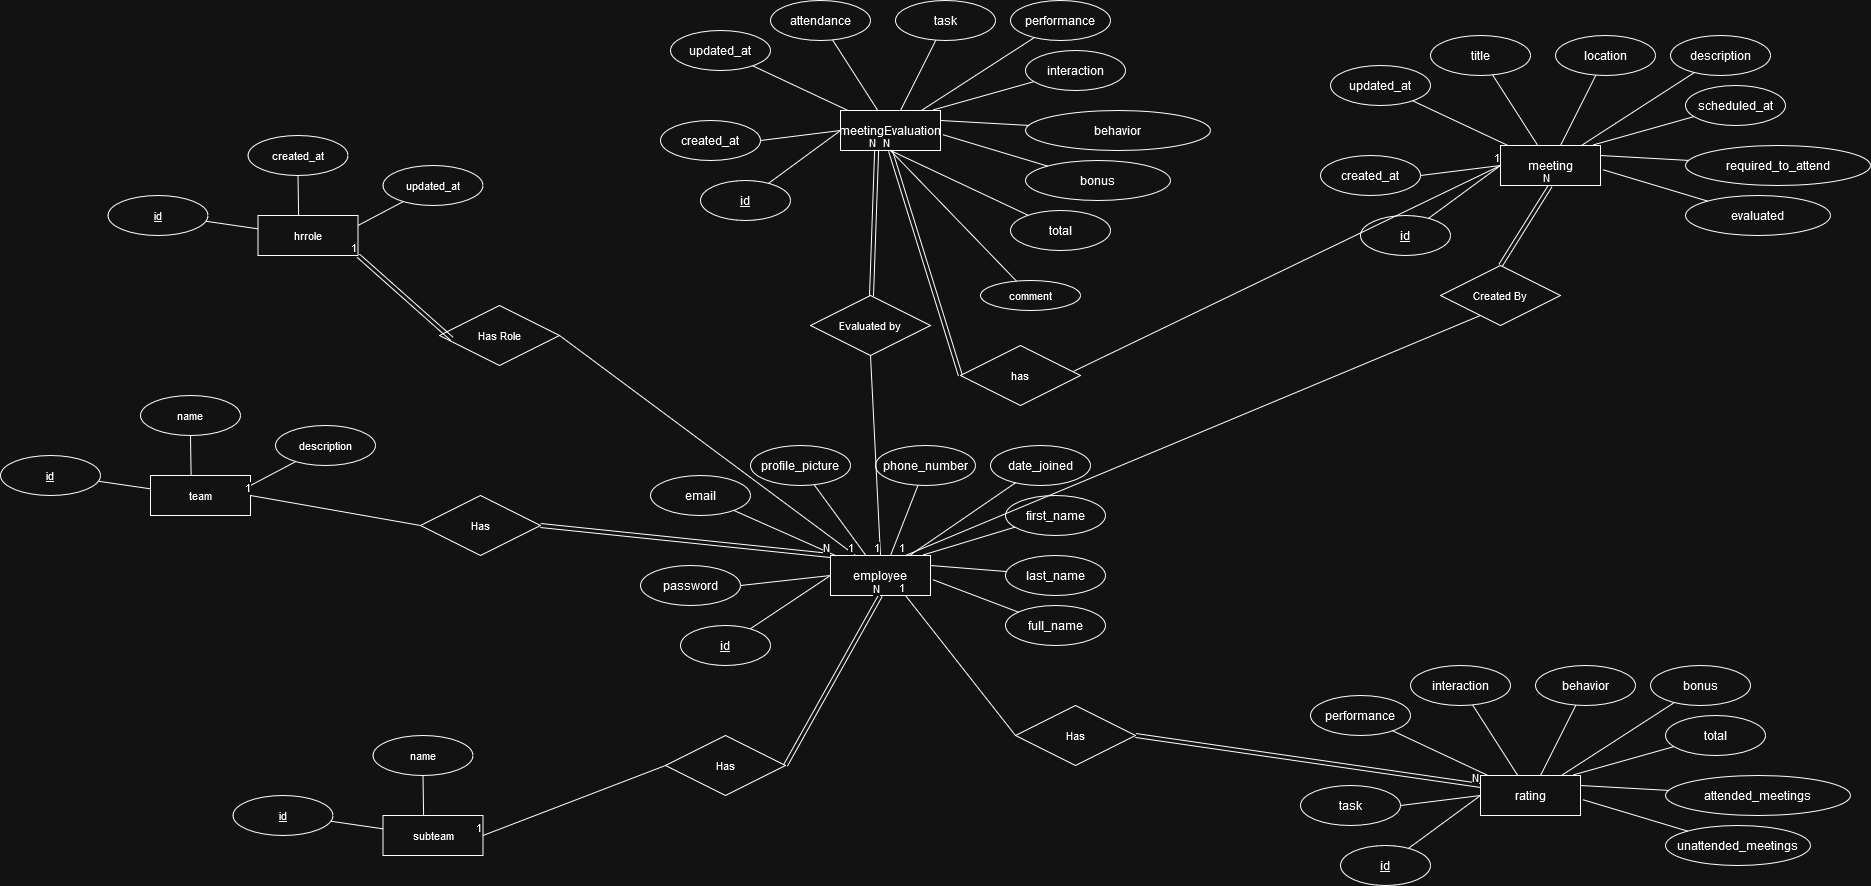 attendance
task
performance
updated_at
interaction
created_at
meetingEvaluation
N
N
behavior
bonus
id
total
comment
title
location
description
updated_at
scheduled_at
created_at
1
meeting
N
required_to_attend
evaluated
id
Created By
created_at
updated_at
id
hrrole
1
Has Role
Evaluated by
has
name
description
id
team
1
Has
profile_picture
phone_number
date_joined
email
first_name
N
1
1
1
employee
N
1
last_name
password
full_name
id
name
id
subteam
1
Has
Has
interaction
behavior
bonus
performance
total
N
rating
attended_meetings
task
unattended_meetings
id